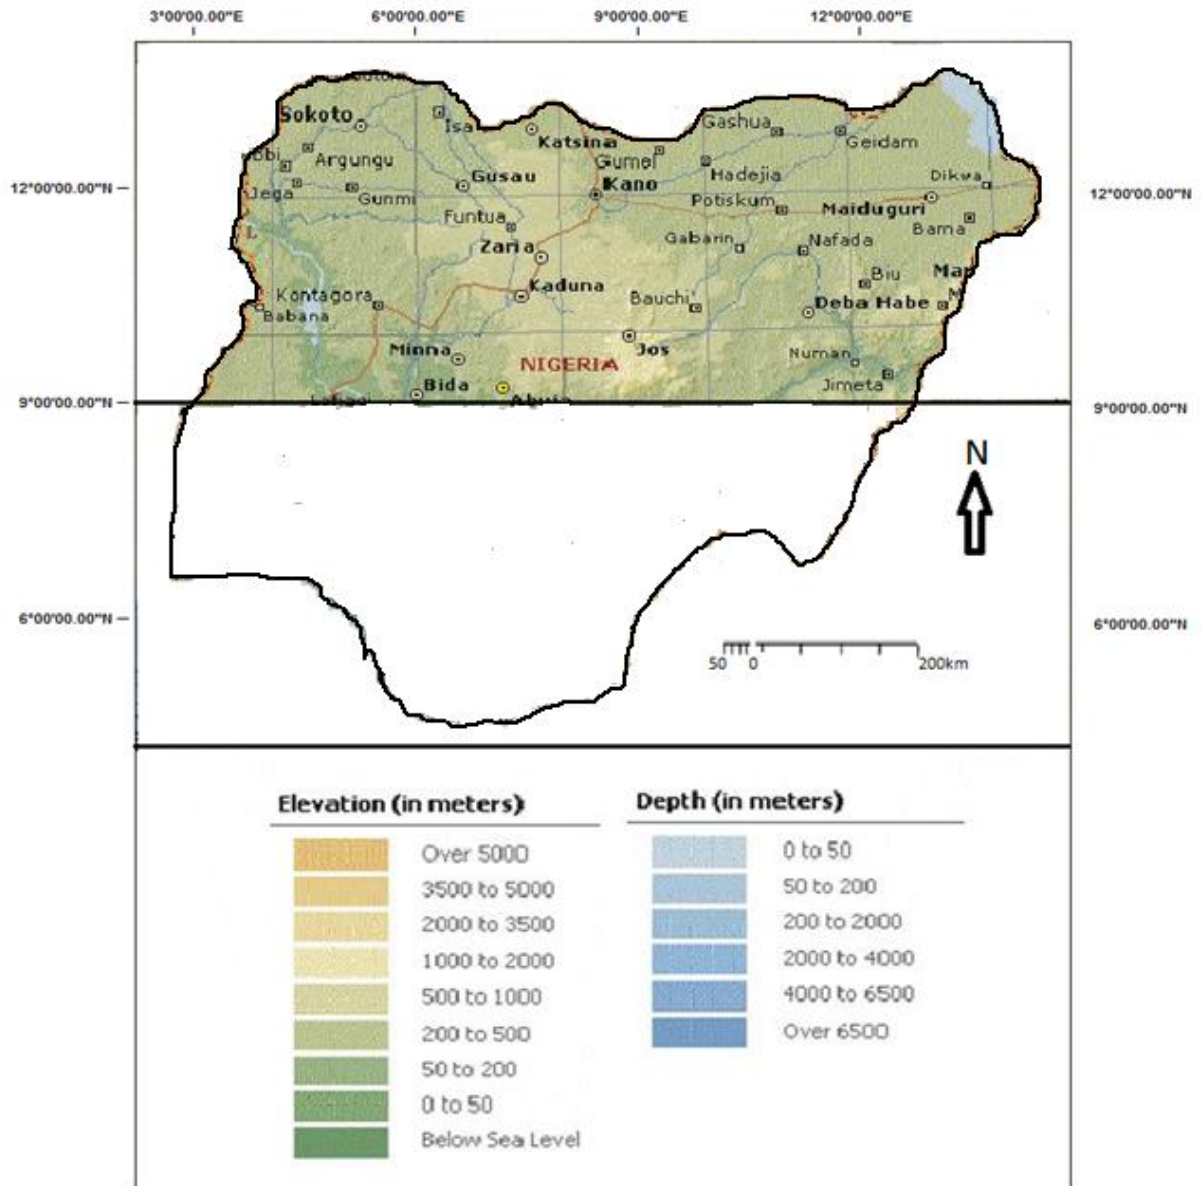 3°00'00.00"E 6°00'00.00"E 9°00'00.00"E 12°00'00.00"E
Sokoto
Isa
Katsina
Gashua
Geidam
Argungu
Gumel
Hadejia
Gusau
Kano
Dikwa
12°00'00.00"N
12°00'00.00"N
Jega
Gunmi
Potiskum
Maiduguri
Funtua
Bama
Zaria
Gabarin
Nafada
Kaduna
Biu
Kontagora
Bauchi
Deba Habe
Babana
Minna
Jos
NIGERIA
Numan
Bida
Jimeta
9°00'00.00"N
9°00'00.00"N
N
6°00'00.00"N
6°00'00.00"N
50 0 200km
Elevation (in meters)
Over 5000
3500 to 5000
2000 to 3500
1000 to 2000
500 to 1000
200 to 500
50 to 200
0 to 50
Below Sea Level
Depth (in meters)
0 to 50
50 to 200
200 to 2000
2000 to 4000
4000 to 6500
Over 6500